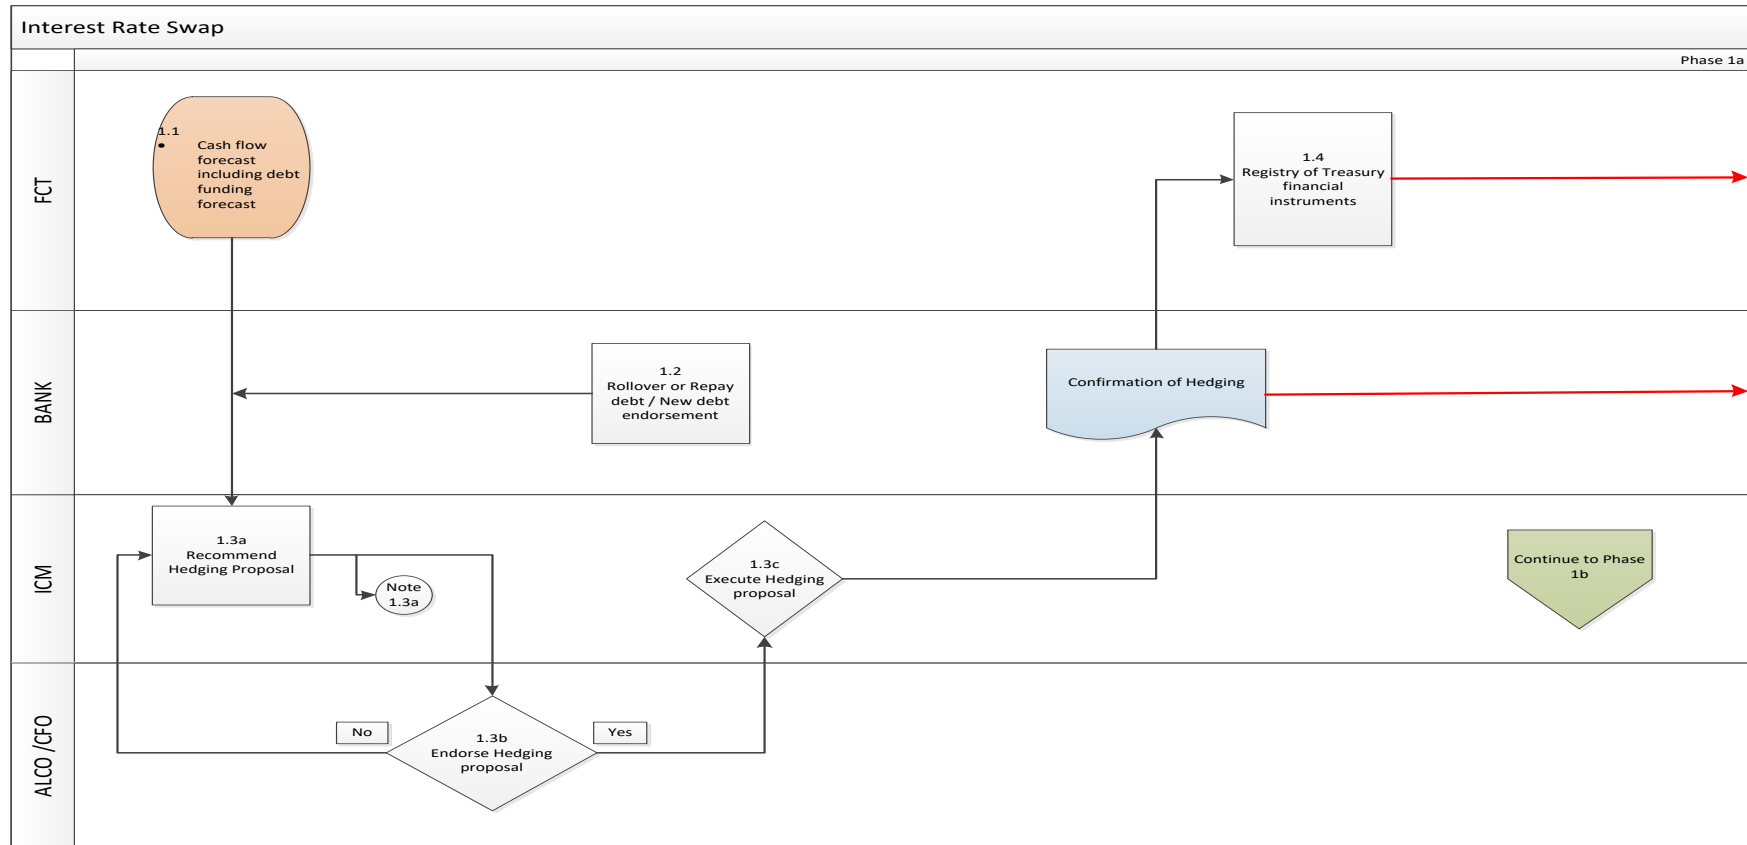 Interest Rate Swap
Phase 1a
FCT
1.1
• Cash flow
forecast
including debt
funding
forecast
1.4
Registry of Treasury
financial
instruments
BANK
1.2
Rollover or Repay
debt / New debt
endorsement
Confirmation of Hedging
ICM
1.3a
Recommend
Hedging Proposal
Note
1.3a
1.3c
Execute Hedging
proposal
Continue to Phase
1b
ALCO /CFO
No
1.3b
Endorse Hedging
proposal
Yes